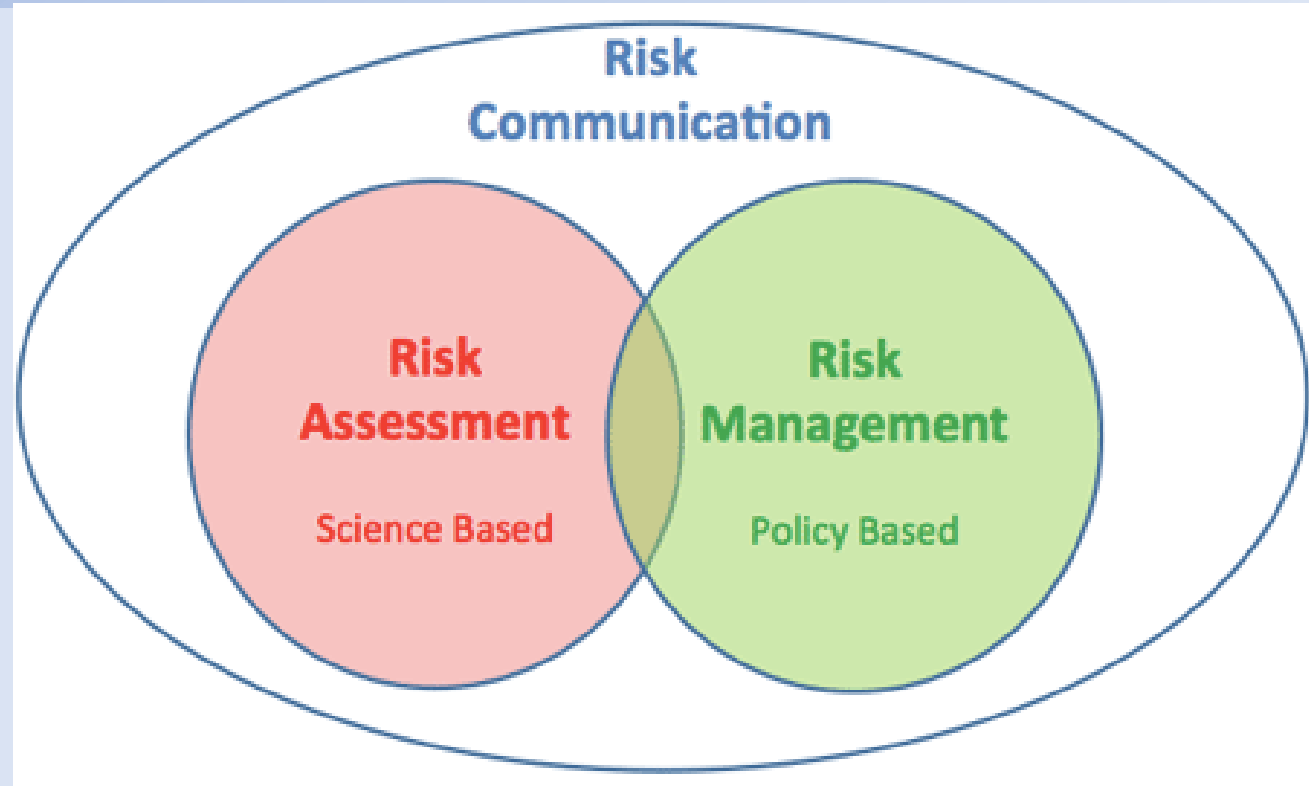 Risk
Communication
Risk
Assessment
Science Based
Risk
Management
Policy Based